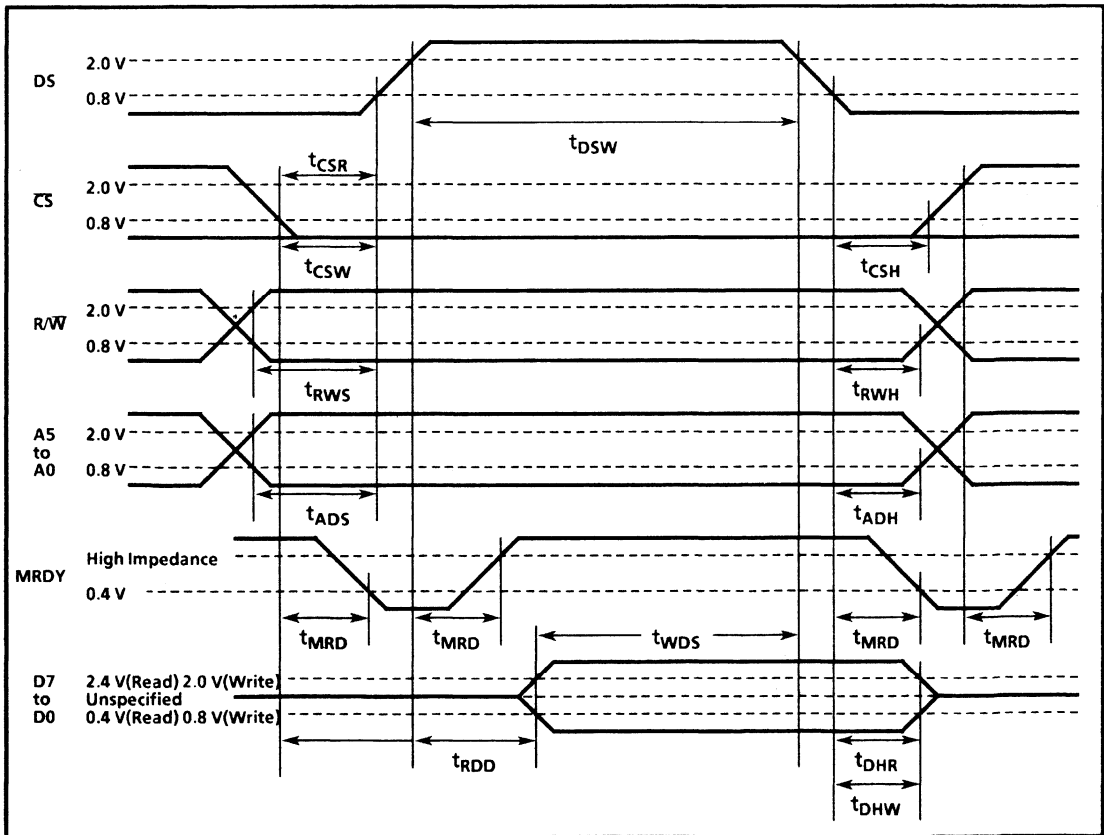 DS
2.0 V
0.8 V
tDSW
tCSR
CS
2.0 V
0.8 V
tCSW
tCSH
R/W
2.0 V
0.8 V
tRWS
tRWH
A5
to
A0
2.0 V
0.8 V
tADS
tADH
MRDY
High Impedance
0.4 V
tMRD
tMRD
tWDS
tMRD
tMRD
D7
to
D0
2.4 V(Read) 2.0 V(Write)
Unspecified
0.4 V(Read) 0.8 V(Write)
tRDD
tDHR
tDHW